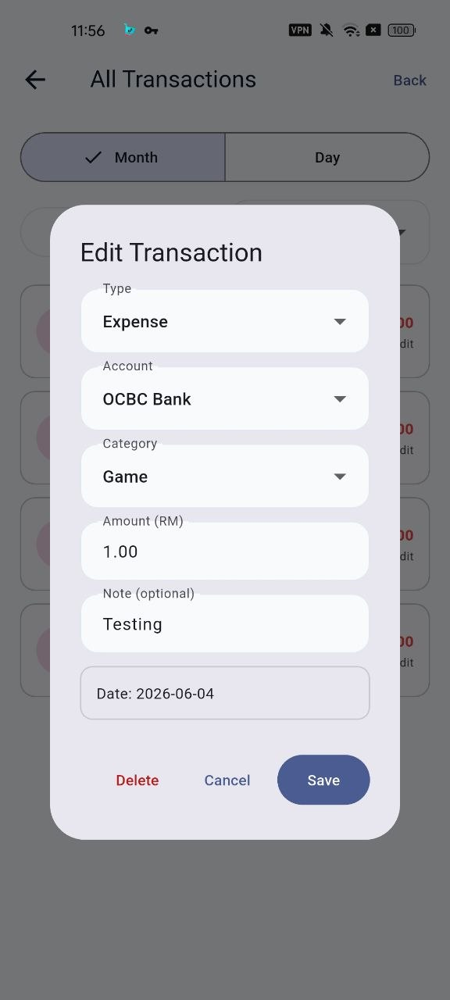 11:56
VPN
100
All Transactions
Back
Month
Day
Edit Transaction
Type
Expense
Account
OCBC Bank
Category
Game
Amount (RM)
1.00
Note (optional)
Testing
Date: 2026-06-04
Delete
Cancel
Save
00
dit
00
dit
00
dit
00
dit